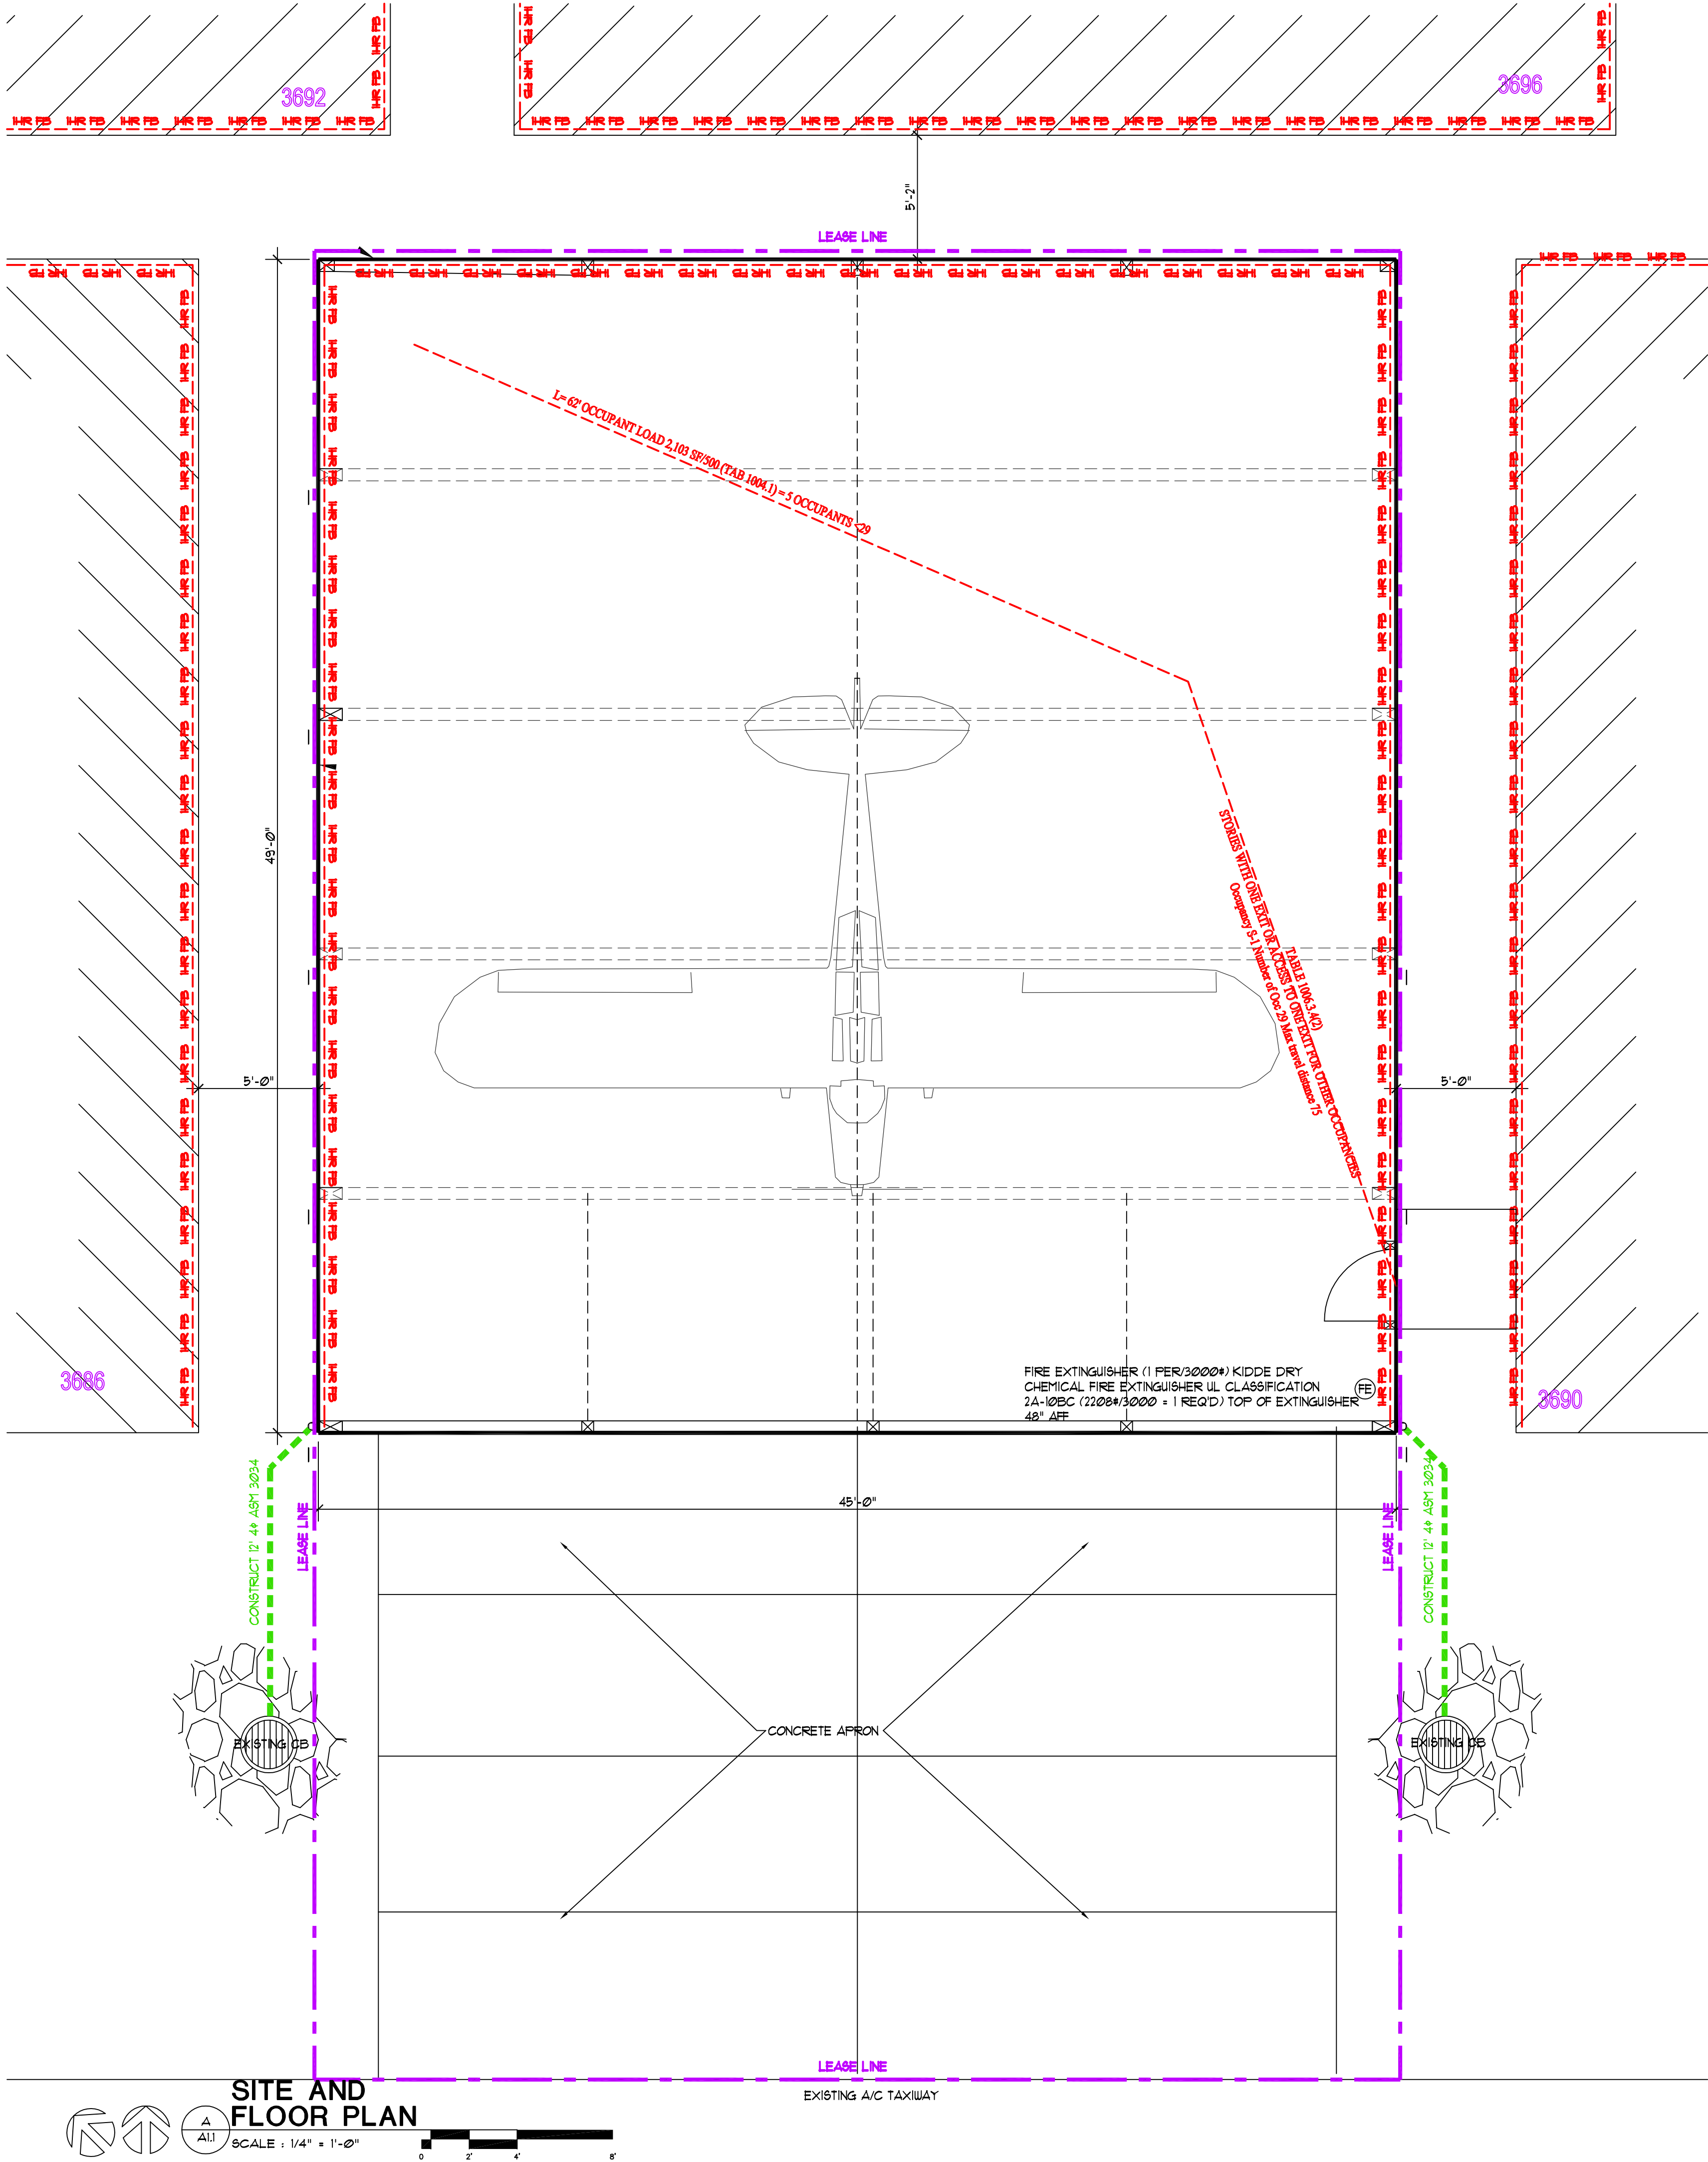 3692
3696
5'-2"
LEASE LINE
1HR FB
49'-0"
L= 62' OCCUPANT LOAD 2,103 SF/500 (TAB 1004.1) = 5 OCCUPANTS <29
TABLE 1006.3.4(2)
STORIES WITH ONE EXIT OR ACCESS TO ONE EXIT FOR OTHER OCCUPANCIES
Occupancy S-1 Number of Occ 29 Max travel distance 75
5'-0"
5'-0"
FIRE EXTINGUISHER (1 PER/3000#) KIDDE DRY
CHEMICAL FIRE EXTINGUISHER UL CLASSIFICATION
2A-10BC (2208#/3000 = 1 REQ'D) TOP OF EXTINGUISHER
48" AFF
FE
3686
3690
CONSTRUCT 12' 4φ ASM 3034
LEASE LINE
45'-0"
LEASE LINE
CONSTRUCT 12' 4φ ASM 3034
CONCRETE APRON
EXISTING CB
EXISTING CB
LEASE LINE
EXISTING A/C TAXIWAY
SITE AND
FLOOR PLAN
A
A1.1
SCALE : 1/4" = 1'-0"
0 2' 4' 8'